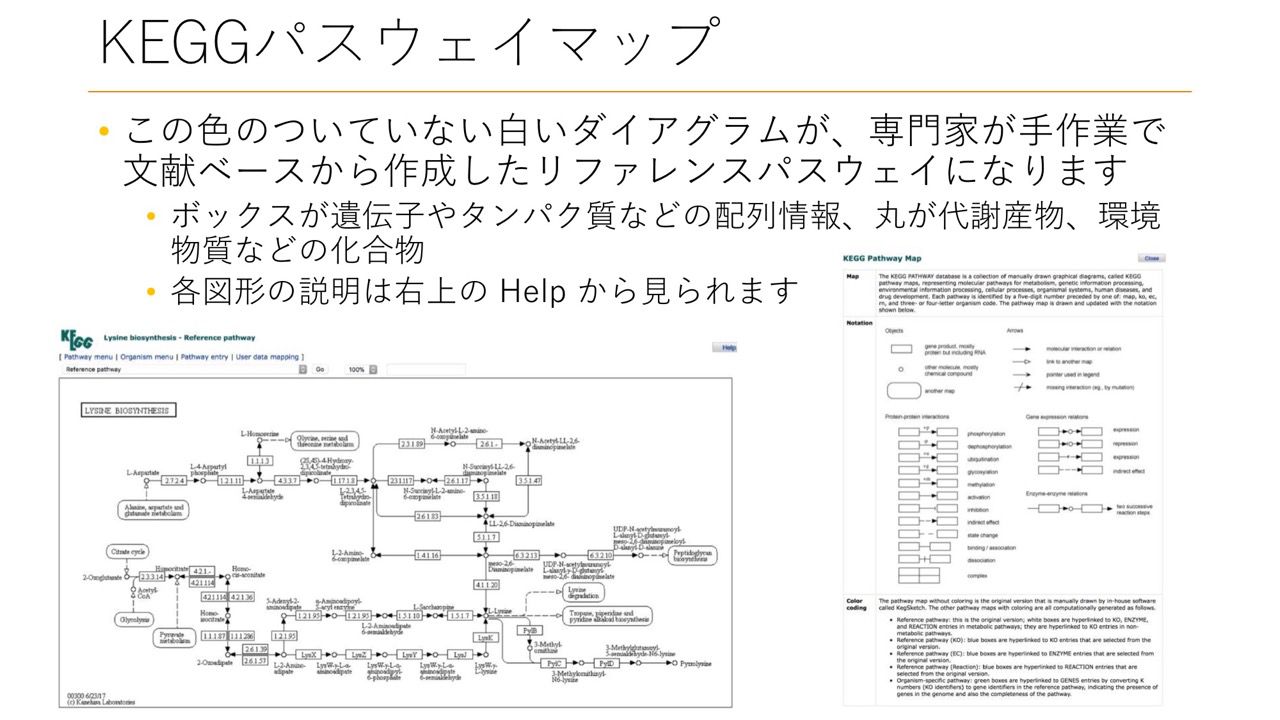 KEGGパスウェイマップ
• この色のついていない白いダイアグラムが、専門家が手作業で
文献ベースから作成したリファレンスパスウェイになります
• ボックスが遺伝子やタンパク質などの配列情報、丸が代謝産物、環境
物質などの化合物
• 各図形の説明は右上の Help から見られます
KEGG
Lysine biosynthesis - Reference pathway
Help
[ Pathway menu | Organism menu | Pathway entry | User data mapping ]
Reference pathway
Go
100%
LYSINE BIOSYNTHESIS
L-Homoserine
Glycine, serine and
threonine metabolism
1.1.1.3
L-Aspartate
2.7.2.4
L-4-Aspartyl
phosphate
1.2.1.11
L-Aspartate
4-semialdehyde
4.3.3.7
(2S,4S)-4-Hydroxy-
2,3,4,5-tetrahydro-
dipicolinate
1.17.1.8
L-2,3,4,5-
Tetrahydro-
dipicolinate
Alanine, aspartate and
glutamate metabolism
2.3.1.89
N-Acetyl-L-2-amino-
6-oxopimelate
2.6.1.-
N-Acetyl-LL-2,6-
diaminopimelate
2.3.1.117
N-Succinyl-L-2-amino-
6-oxopimelate
2.6.1.17
N-Succinyl-LL-2,6-
diaminopimelate
3.5.1.18
3.5.1.47
2.6.1.83
LL-2,6-Diaminopimelate
5.1.1.7
L-2-Amino-
6-oxopimelate
1.4.1.16
meso-2,6-
Diaminopimelate
6.3.2.13
UDP-N-acetylmuramoyl-
L-alanyl-γ-D-glutamyl-
meso-2,6-diaminopimelate
6.3.2.10
UDP-N-acetylmuramoyl-
L-alanyl-D-glutamyl-
meso-2,6-diaminopimeloyl-
D-alanyl-D-alanine
Peptidoglycan
biosynthesis
4.1.1.20
Citrate cycle
2-Oxoglutarate
2.3.3.14
Homocitrate
4.2.1.-
4.2.1.114
Homo-
cis-aconitate
Acetyl-
CoA
Glycolysis
Pyruvate
metabolism
4.2.1.114
4.2.1.36
Homo-
isocitrate
1.1.1.87
1.1.1.286
2-Oxoadipate
2.6.1.39
2.6.1.57
L-2-Amino-
adipate
1.2.1.95
5-Adenyl-2-
aminoadipate
1.2.1.95
1.2.1.95
L-2-Aminoadipate
6-semialdehyde
1.5.1.10
L-Saccharopine
1.5.1.7
L-Lysine
Lysine
degradation
Tropane, piperidine and
pyridine alkaloid biosynthesis
LysX
LysW-γ-L-α-
aminoadipate
LysZ
LysW-γ-L-α-
aminoadipyl-
6-phosphate
LysY
LysW-γ-L-α-
aminoadipate
6-semialdehyde
LysJ
LysW-γ-
L-lysine
LysK
PylB
3-Methyl-
ornithine
PylC
3-Methylornithinyl-
N6-lysine
PylD
Pyrrolysine
00300 6/23/17
(c) Kanehisa Laboratories
KEGG Pathway Map
Close
Map
The KEGG PATHWAY database is a collection of manually drawn graphical diagrams, called KEGG
pathway maps, representing molecular pathways for metabolism, genetic information processing,
environmental information processing, cellular processes, organismal systems, human diseases, and
drug development. Each pathway is identified by a five-digit number preceded by one of: map, ko, ec,
rn, and three- or four-letter organism code. The pathway map is drawn and updated with the notation
shown below.
Notation
Objects
gene product, mostly
protein but including RNA
other molecule, mostly
chemical compound
another map
Arrows
molecular interaction or relation
link to another map
pointer used in legend
missing interaction (eg., by mutation)
Protein-protein interactions
phosphorylation
dephosphorylation
ubiquitination
glycosylation
methylation
activation
inhibition
indirect effect
state change
binding / association
dissociation
complex
Gene expression relations
expression
repression
expression
indirect effect
Enzyme-enzyme relations
two successive
reaction steps
Color
coding
The pathway map without coloring is the original version that is manually drawn by in-house software
called KegSketch. The other pathway maps with coloring are all computationally generated as follows.
• Reference pathway: this is the original version; white boxes are hyperlinked to KO, ENZYME,
and REACTION entries in metabolic pathways; they are hyperlinked to KO entries in non-
metabolic pathways.
• Reference pathway (KO): blue boxes are hyperlinked to KO entries that are selected from the
original version.
• Reference pathway (EC): blue boxes are hyperlinked to ENZYME entries that are selected from
the original version.
• Reference pathway (Reaction): blue boxes are hyperlinked to REACTION entries that are
selected from the original version.
• Organism-specific pathway: green boxes are hyperlinked to GENES entries by converting K
numbers (KO identifiers) to gene identifiers in the reference pathway, indicating the presence of
genes in the genome and also the completeness of the pathway.